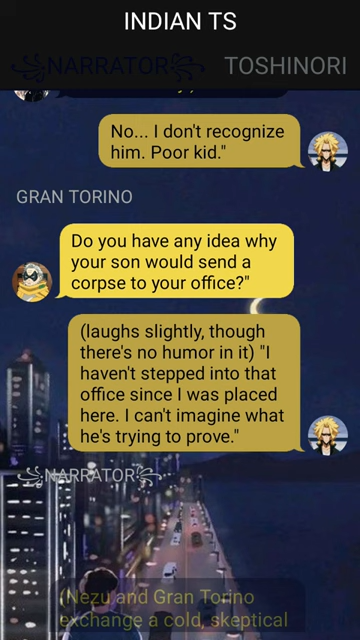 INDIAN TS
꧁NARRATOR꧂ TOSHINORI
No... I don't recognize
him. Poor kid."
GRAN TORINO
Do you have any idea why
your son would send a
corpse to your office?"
(laughs slightly, though
there's no humor in it) "I
haven't stepped into that
office since I was placed
here. I can't imagine what
he's trying to prove."
꧁NARRATOR꧂
(Nezu and Gran Torino
exchange a cold, skeptical